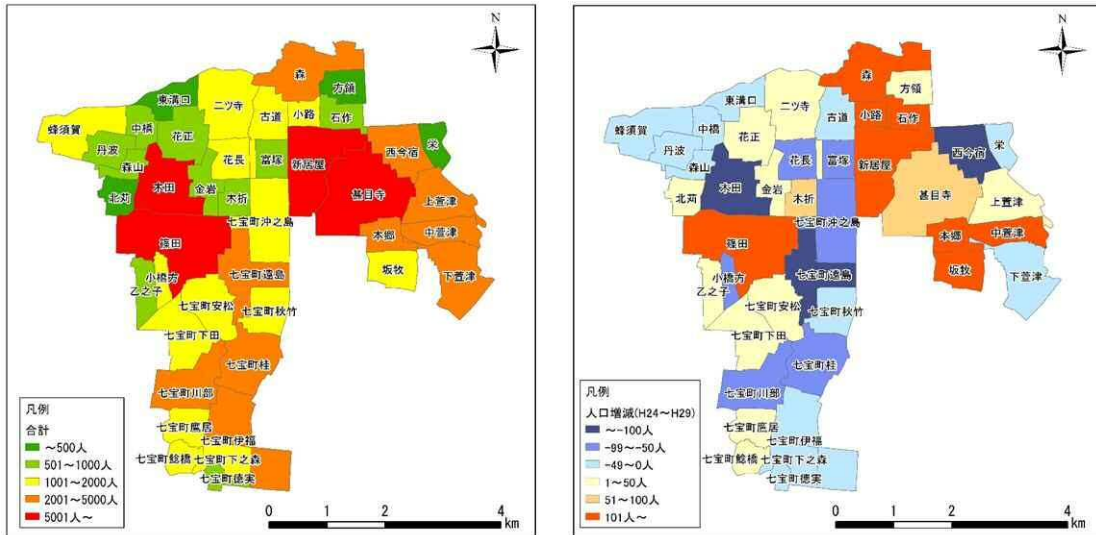 N
森
方領
東溝口
二ツ寺
古道
小路
石作
蜂須賀
中橋
花正
丹波
森山
花長
富塚
新居屋
西今宿
栄
北苅
木田
金岩
木折
甚目寺
上萱津
七宝町沖之島
本郷
中萱津
篠田
坂牧
下萱津
小橋方
七宝町遠島
乙之子
七宝町安松
七宝町秋竹
七宝町下田
七宝町桂
七宝町川部
七宝町鷹居
七宝町伊福
七宝町鯰橋
七宝町下之森
七宝町徳実
凡例
合計
～500人
501～1000人
1001～2000人
2001～5000人
5001人～
0 1 2 4
km
N
森
方領
東溝口
二ツ寺
古道
小路
石作
蜂須賀
中橋
花正
丹波
森山
花長
富塚
新居屋
西今宿
栄
北苅
木田
金岩
木折
甚目寺
上萱津
七宝町沖之島
本郷
中萱津
篠田
坂牧
下萱津
小橋方
七宝町遠島
乙之子
七宝町安松
七宝町秋竹
七宝町下田
七宝町桂
七宝町川部
七宝町鷹居
七宝町伊福
七宝町鯰橋
七宝町下之森
七宝町徳実
凡例
人口増減(H24～H29)
～-100人
-99～-50人
-49～0人
1～50人
51～100人
101人～
0 1 2 4
km